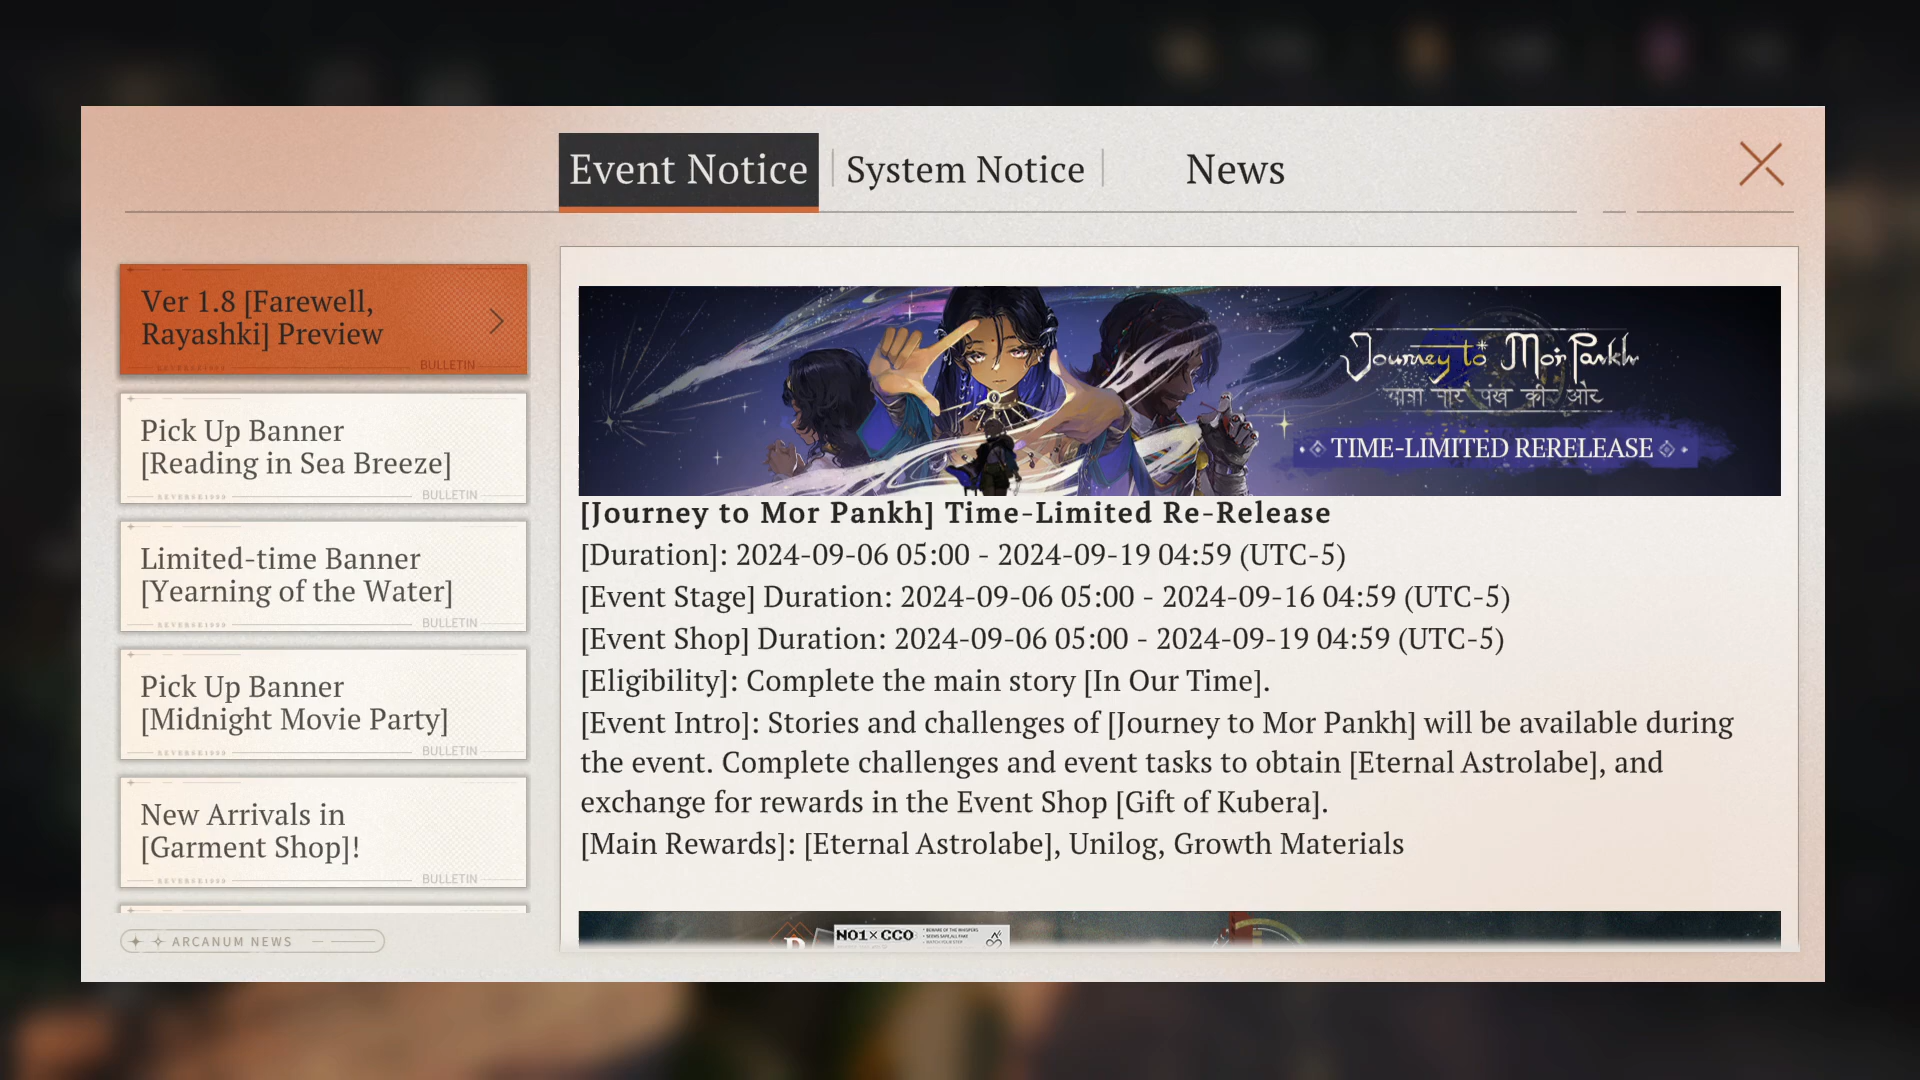 Event Notice
System Notice
News
Ver 1.8 [Farewell,
Rayashki] Preview
REVERSE1999
BULLETIN
Pick Up Banner
[Reading in Sea Breeze]
REVERSE1999
BULLETIN
Limited-time Banner
[Yearning of the Water]
REVERSE1999
BULLETIN
Pick Up Banner
[Midnight Movie Party]
REVERSE1999
BULLETIN
New Arrivals in
[Garment Shop]!
REVERSE1999
BULLETIN
ARCANUM NEWS
Journey to Mor Pankh
यात्रा पंख की ओर
TIME-LIMITED RERELEASE
[Journey to Mor Pankh] Time-Limited Re-Release
[Duration]: 2024-09-06 05:00 - 2024-09-19 04:59 (UTC-5)
[Event Stage] Duration: 2024-09-06 05:00 - 2024-09-16 04:59 (UTC-5)
[Event Shop] Duration: 2024-09-06 05:00 - 2024-09-19 04:59 (UTC-5)
[Eligibility]: Complete the main story [In Our Time].
[Event Intro]: Stories and challenges of [Journey to Mor Pankh] will be available during
the event. Complete challenges and event tasks to obtain [Eternal Astrolabe], and
exchange for rewards in the Event Shop [Gift of Kubera].
[Main Rewards]: [Eternal Astrolabe], Unilog, Growth Materials
NO1×CCO